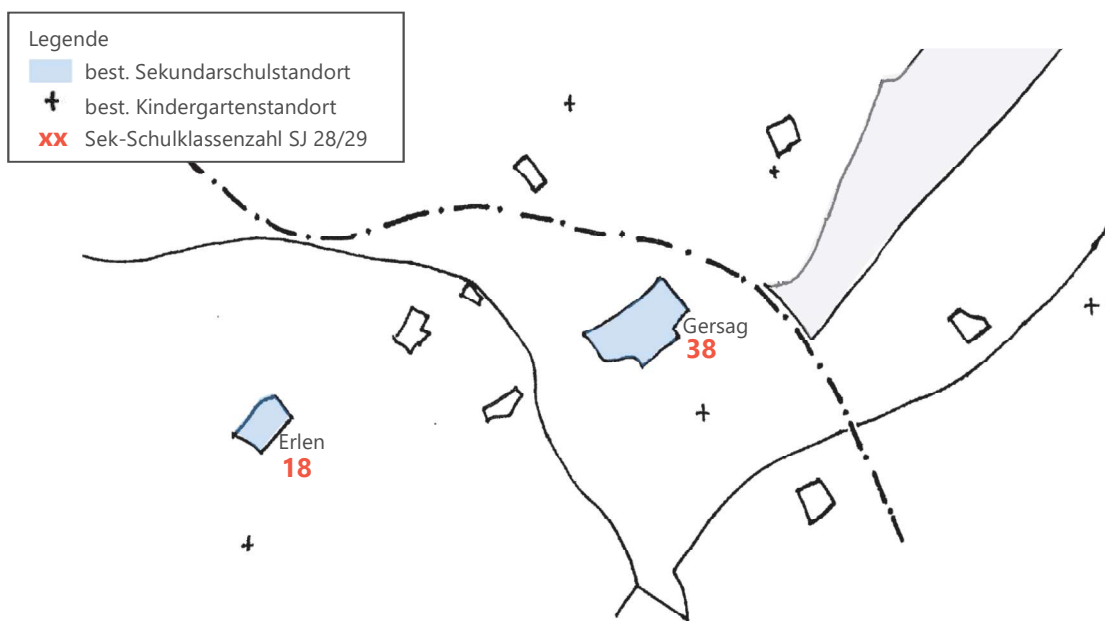 Legende
best. Sekundarschulstandort
best. Kindergartenstandort
xx Sek-Schulklassenzahl SJ 28/29
Gersag
38
Erlen
18